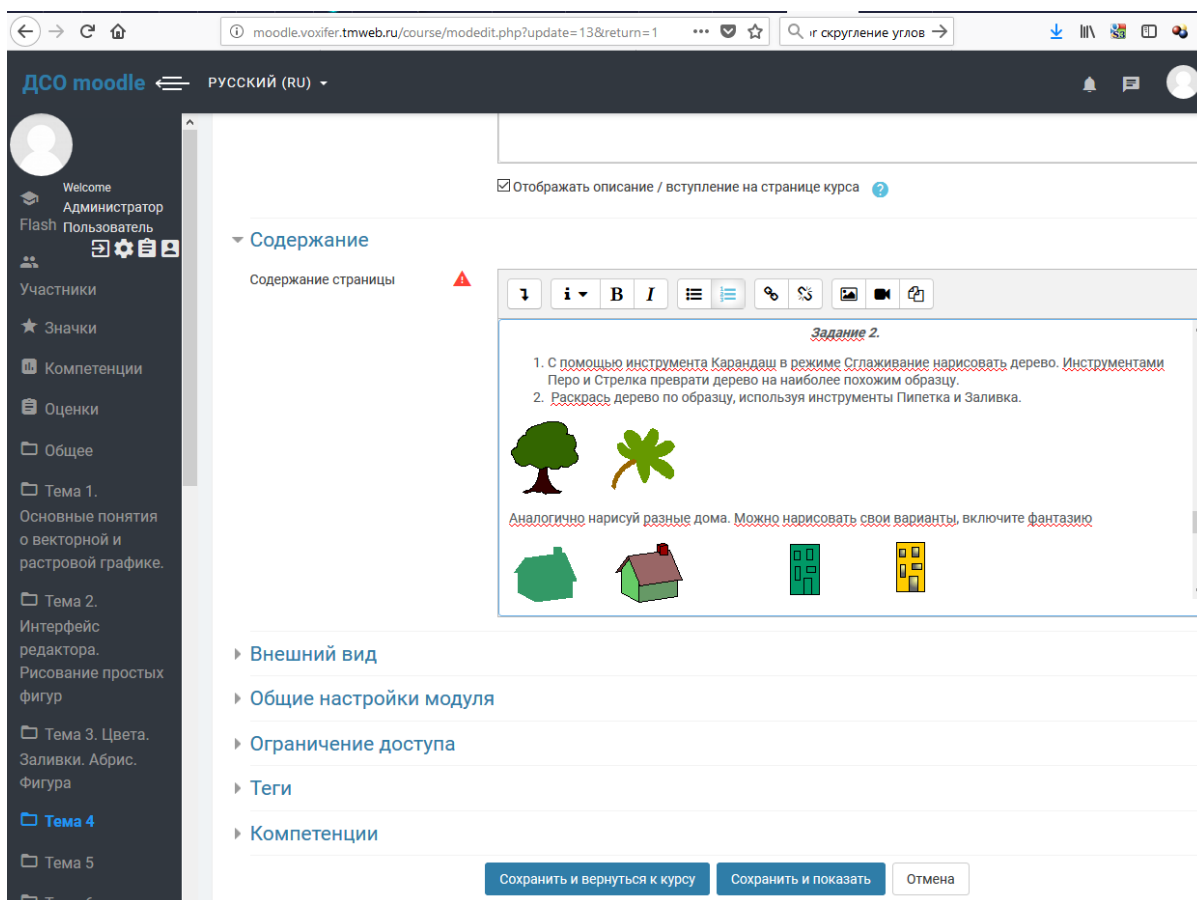 moodle.voxifer.tmweb.ru/course/modedit.php?update=13&return=1
скругление углов
ДСО moodle
РУССКИЙ (RU)
Welcome
Администратор
Пользователь
Flash
Участники
Значки
Компетенции
Оценки
Общее
Тема 1.
Основные понятия
о векторной и
растровой графике.
Тема 2.
Интерфейс
редактора.
Рисование простых
фигур
Тема 3. Цвета.
Заливки. Абрис.
Фигура
Тема 4
Тема 5
Отображать описание / вступление на странице курса
Содержание
Содержание страницы
i B I
Задание 2.
1. С помощью инструмента Карандаш в режиме Сглаживание нарисовать дерево. Инструментами
Перо и Стрелка преврати дерево на наиболее похожим образцу.
2. Раскрась дерево по образцу, используя инструменты Пипетка и Заливка.
Аналогично нарисуй разные дома. Можно нарисовать свои варианты, включите фантазию
Внешний вид
Общие настройки модуля
Ограничение доступа
Теги
Компетенции
Сохранить и вернуться к курсу
Сохранить и показать
Отмена